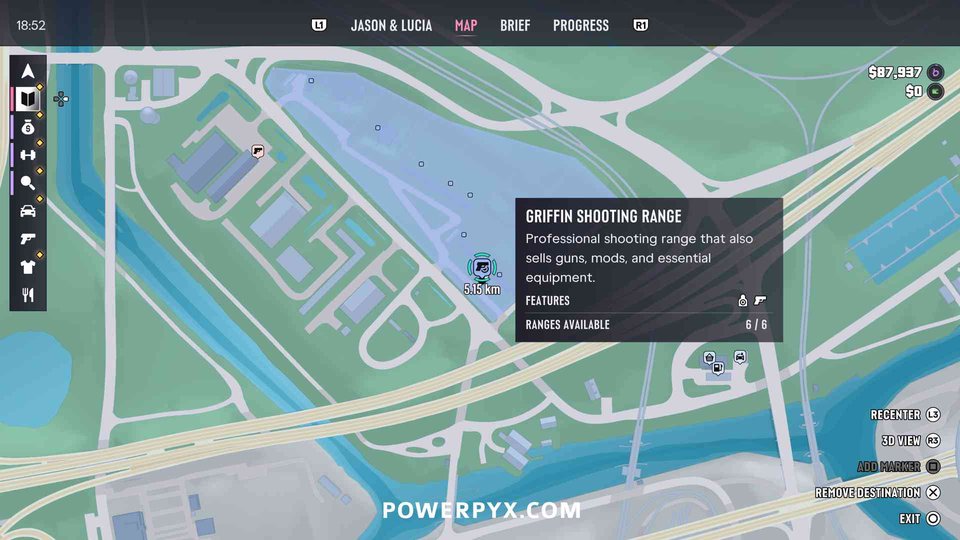 18:52
L1
JASON & LUCIA
MAP
BRIEF
PROGRESS
R1
$87,937
$0
GRIFFIN SHOOTING RANGE
Professional shooting range that also
sells guns, mods, and essential
equipment.
FEATURES
RANGES AVAILABLE 6 / 6
5.15 km
RECENTER L3
3D VIEW R3
ADD MARKER
REMOVE DESTINATION
EXIT
POWERPYX.COM